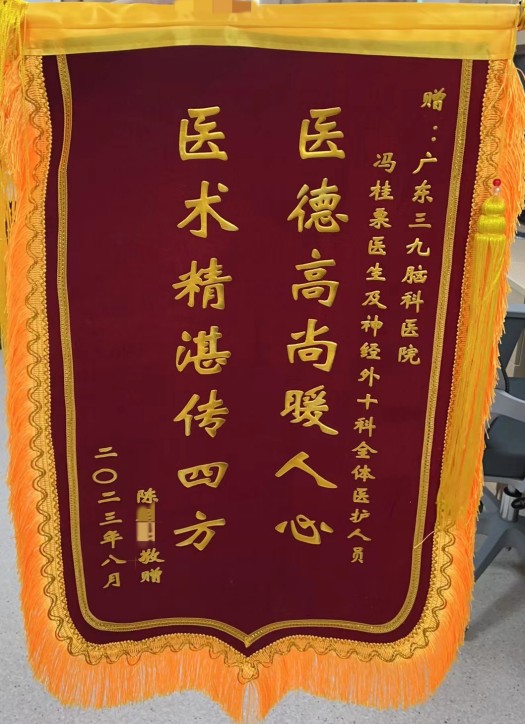 赠：广东三九脑科医院
冯桂栗医生及神经外十科全体医护人员
医德高尚暖人心
医术精湛传四方
陈敬赠
二〇二三年八月